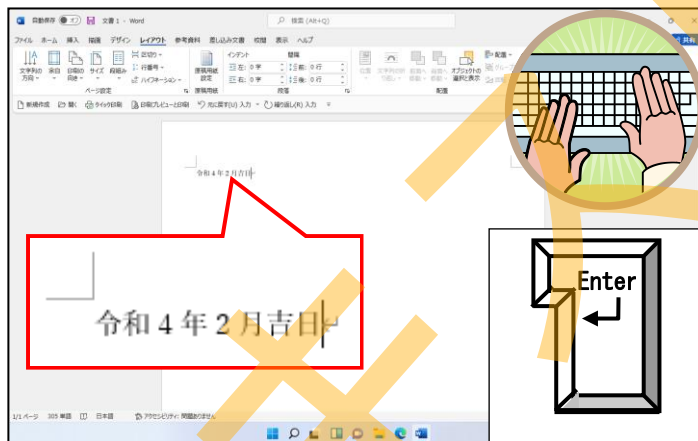 自動保存 オフ 文書 1 - Word 検索 (Alt+Q)
ファイル ホーム 挿入 描画 デザイン レイアウト 参考資料 差し込み文書 校閲 表示 ヘルプ 共有
文字列の方向 余白 印刷の向き サイズ 段組み 区切り 行番号 ハイフネーション ページ設定
原稿用紙設定 原稿用紙
インデント 間隔
左: 0 字 前: 0 行
右: 0 字 後: 0 行
段落
オブジェクトの選択と表示 配置
配置
新規作成 開く クイック印刷 印刷プレビューと印刷 元に戻す(U) 入力 繰り返し(R) 入力
令和４年２月吉日
令和４年２月吉日
Enter
1/1 ページ 305 単語 日本語 アクセシビリティ: 問題ありません